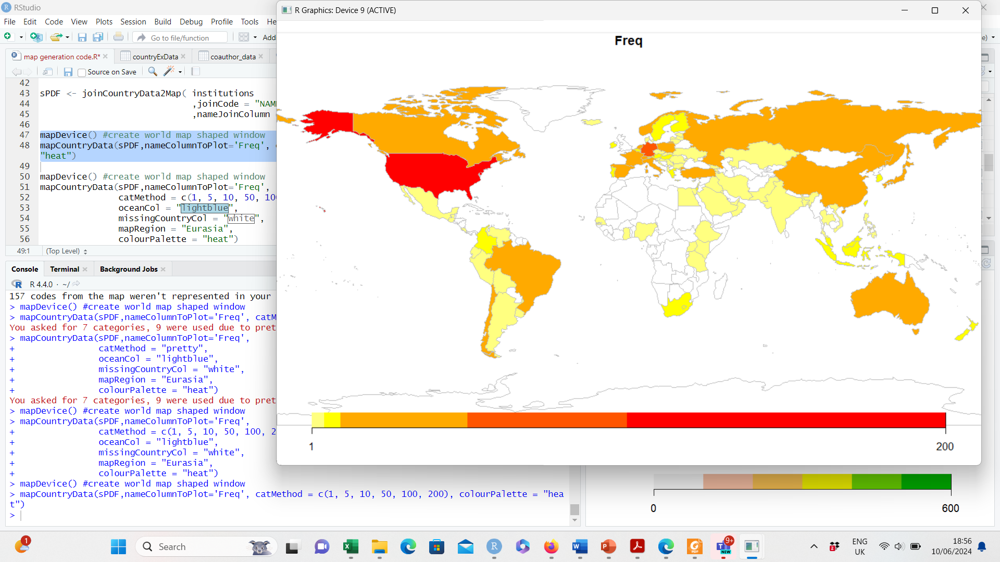 RStudio
File Edit Code View Plots Session Build Debug Profile Tools He
Go to file/function
Add
map generation code.R*
countryExData
coauthor_data
Source on Save
42
43 sPDF <- joinCountryData2Map( institutions
44 ,joinCode = "NAM
45 ,nameJoinColumn
46
47 mapDevice() #create world map shaped window
48 mapCountryData(sPDF,nameColumnToPlot='Freq',
"heat")
49
50 mapDevice() #create world map shaped window
51 mapCountryData(sPDF,nameColumnToPlot='Freq',
52 catMethod = c(1, 5, 10, 50, 100
53 oceanCol = "lightblue",
54 missingCountryCol = "white",
55 mapRegion = "Eurasia",
56 colourPalette = "heat")
49:1 (Top Level)
Console Terminal Background Jobs
R 4.4.0 · ~/
157 codes from the map weren't represented in your
> mapDevice() #create world map shaped window
> mapCountryData(sPDF,nameColumnToPlot='Freq', catM
You asked for 7 categories, 9 were used due to pret
> mapCountryData(sPDF,nameColumnToPlot='Freq',
+ catMethod = "pretty",
+ oceanCol = "lightblue",
+ missingCountryCol = "white",
+ mapRegion = "Eurasia",
+ colourPalette = "heat")
You asked for 7 categories, 9 were used due to pret
> mapDevice() #create world map shaped window
> mapCountryData(sPDF,nameColumnToPlot='Freq',
+ catMethod = c(1, 5, 10, 50, 100, 2
+ oceanCol = "lightblue",
+ missingCountryCol = "white",
+ mapRegion = "Eurasia",
+ colourPalette = "heat")
> mapDevice() #create world map shaped window
> mapCountryData(sPDF,nameColumnToPlot='Freq', catMethod = c(1, 5, 10, 50, 100, 200), colourPalette = "hea
t")
>
R Graphics: Device 9 (ACTIVE)
Freq
1 200
e)
0 600
1
Search
9+
NEW
2
ENG
UK
18:56
10/06/2024